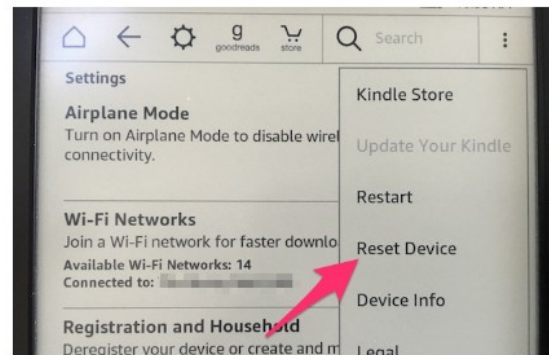 goodreads
store
Search
Settings
Airplane Mode
Turn on Airplane Mode to disable wirel
connectivity.
Wi-Fi Networks
Join a Wi-Fi network for faster downlo
Available Wi-Fi Networks: 14
Connected to:
Registration and Household
Deregister your device or create and m
Kindle Store
Update Your Kindle
Restart
Reset Device
Device Info
Legal